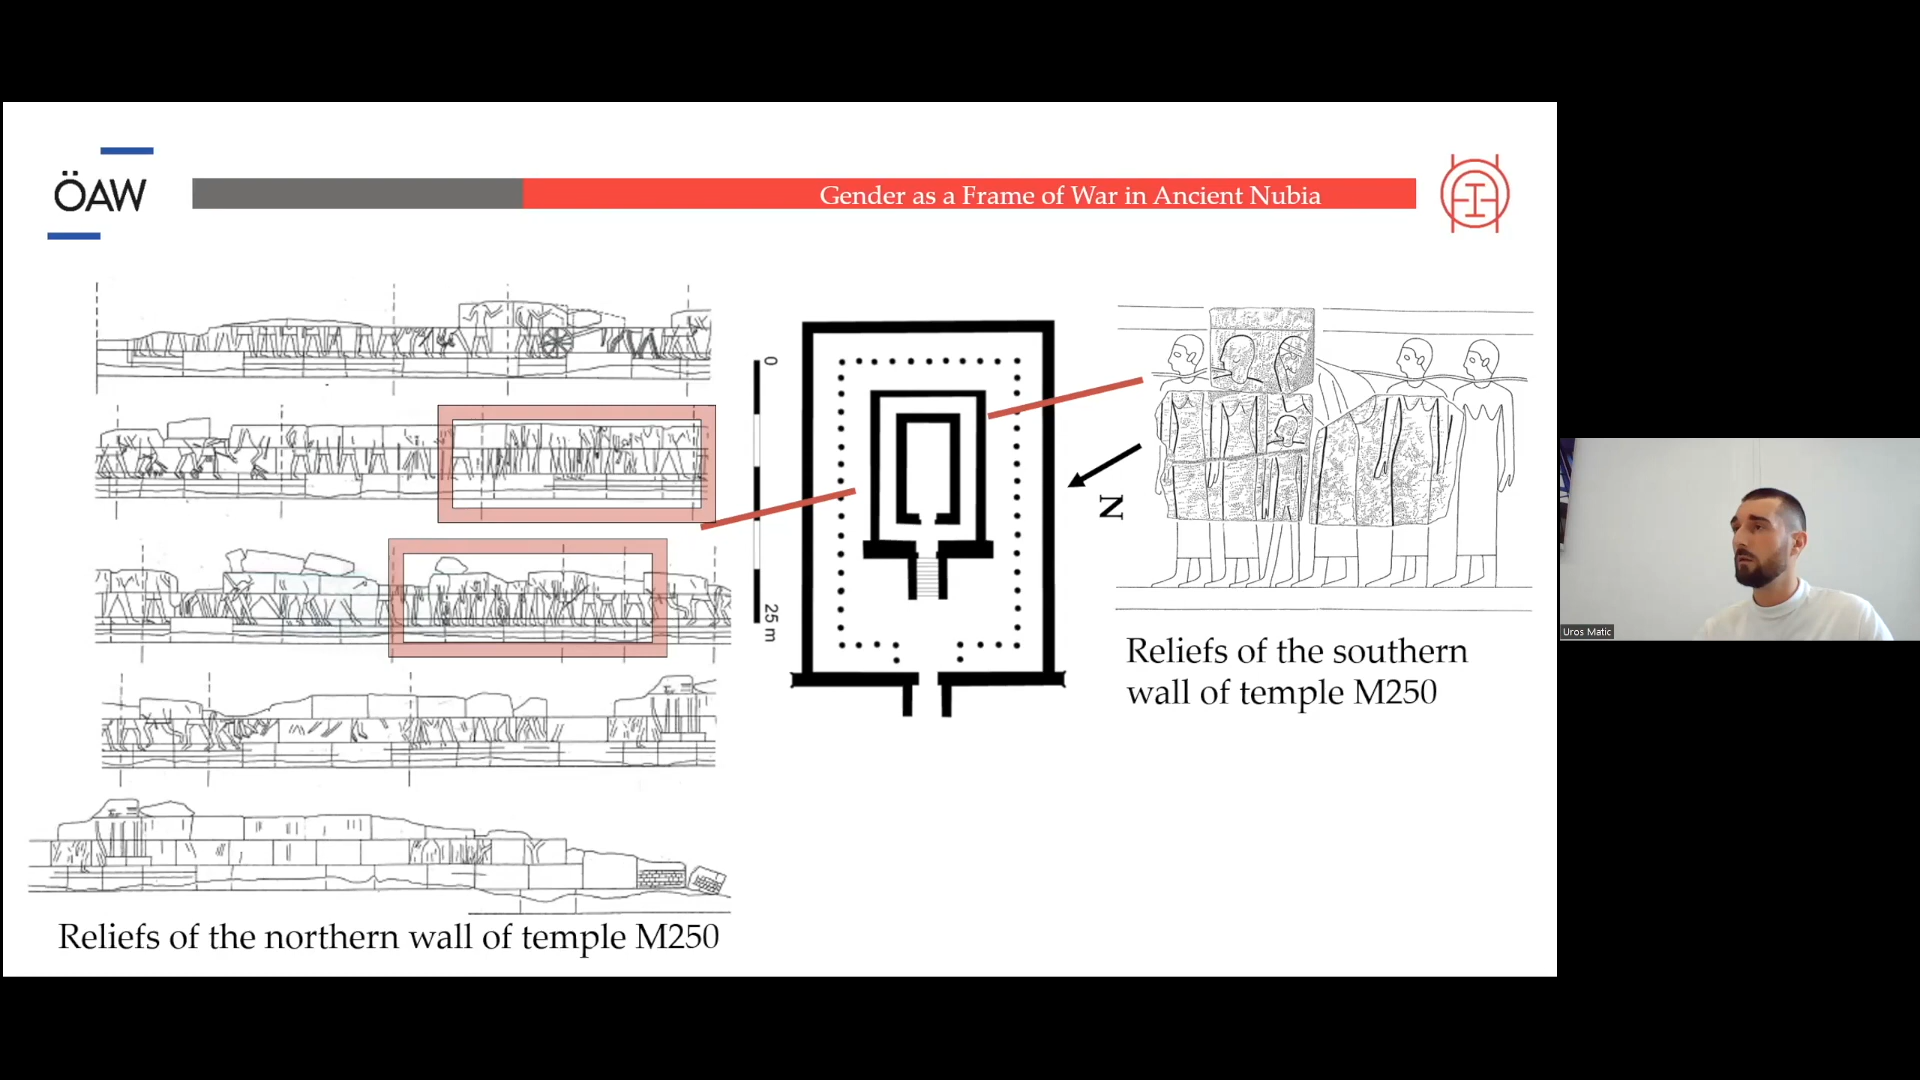 ÖAW
Gender as a Frame of War in Ancient Nubia
0
25 m
N
Reliefs of the southern
wall of temple M250
Reliefs of the northern wall of temple M250
Uros Matic